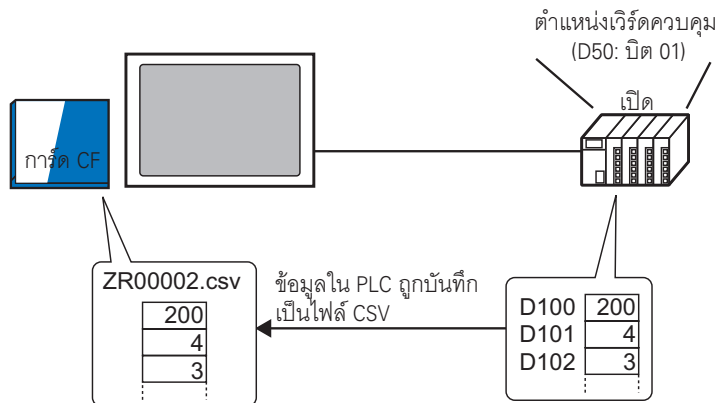 ตำแหน่งเวิร์ดควบคุม
(D50: บิต 01)
เปิด
การ์ด CF
ZR00002.csv
200
4
3
ข้อมูลใน PLC ถูกบันทึก
เป็นไฟล์ CSV
D100 200
D101 4
D102 3